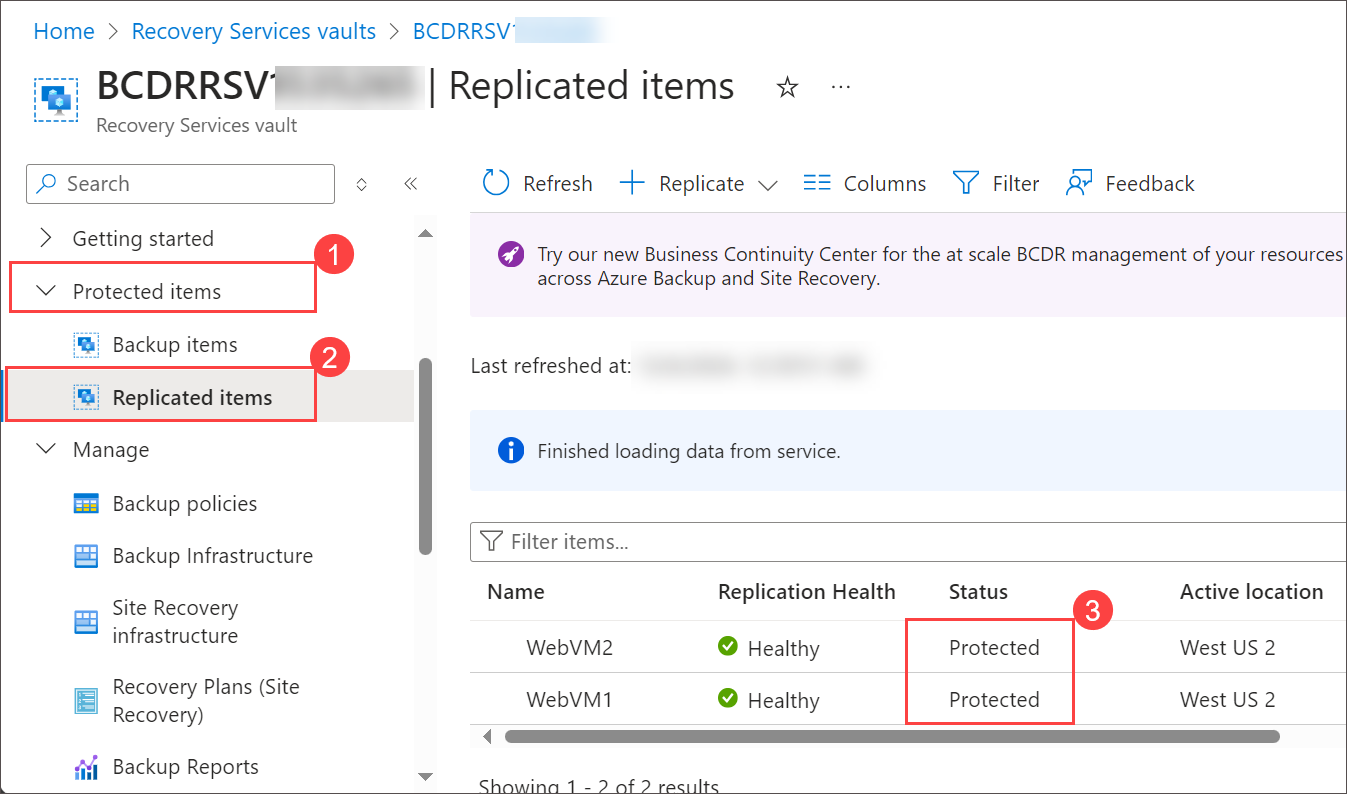 Home > Recovery Services vaults > BCDRRSV
BCDRRSV | Replicated items
Recovery Services vault
Search
Refresh Replicate Columns Filter Feedback
Getting started
1
Protected items
Backup items
2
Replicated items
Manage
Backup policies
Backup Infrastructure
Site Recovery
infrastructure
Recovery Plans (Site
Recovery)
Backup Reports
Try our new Business Continuity Center for the at scale BCDR management of your resources
across Azure Backup and Site Recovery.
Last refreshed at:
Finished loading data from service.
Filter items...
Name Replication Health Status Active location
3
WebVM2 Healthy Protected West US 2
WebVM1 Healthy Protected West US 2
Showing 1 - 2 of 2 results